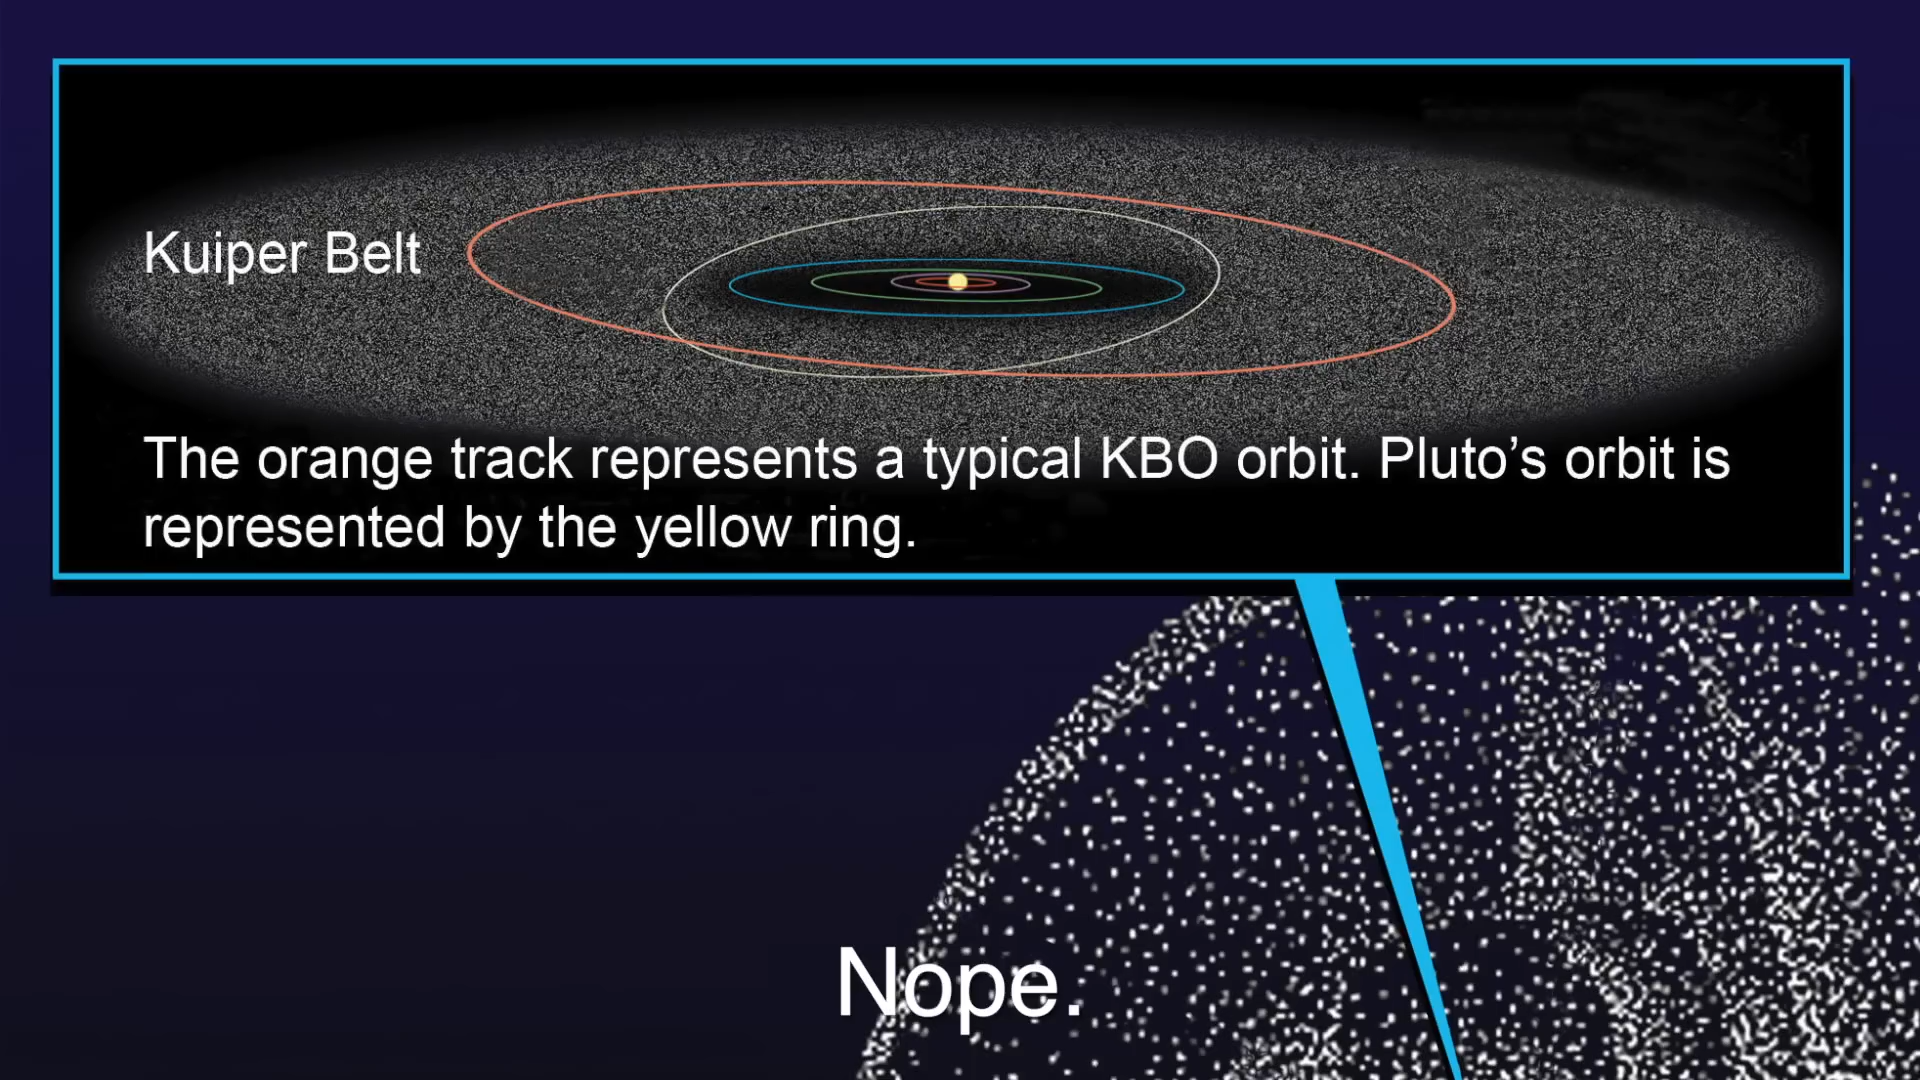 Kuiper Belt
The orange track represents a typical KBO orbit. Pluto’s orbit is
represented by the yellow ring.
Nope.